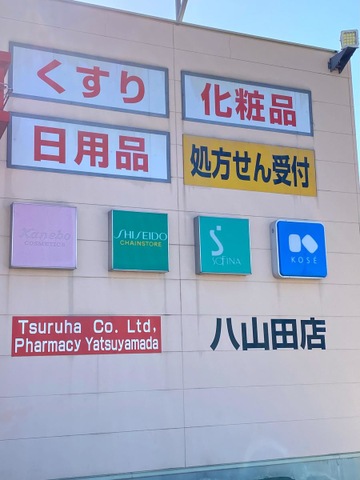 くすり
化粧品
日用品
処方せん受付
Kanebo
COSMETICS
SHISEIDO
CHAINSTORE
SOFINA
KOSÉ
Tsuruha Co. Ltd,
Pharmacy Yatsuyamada
八山田店